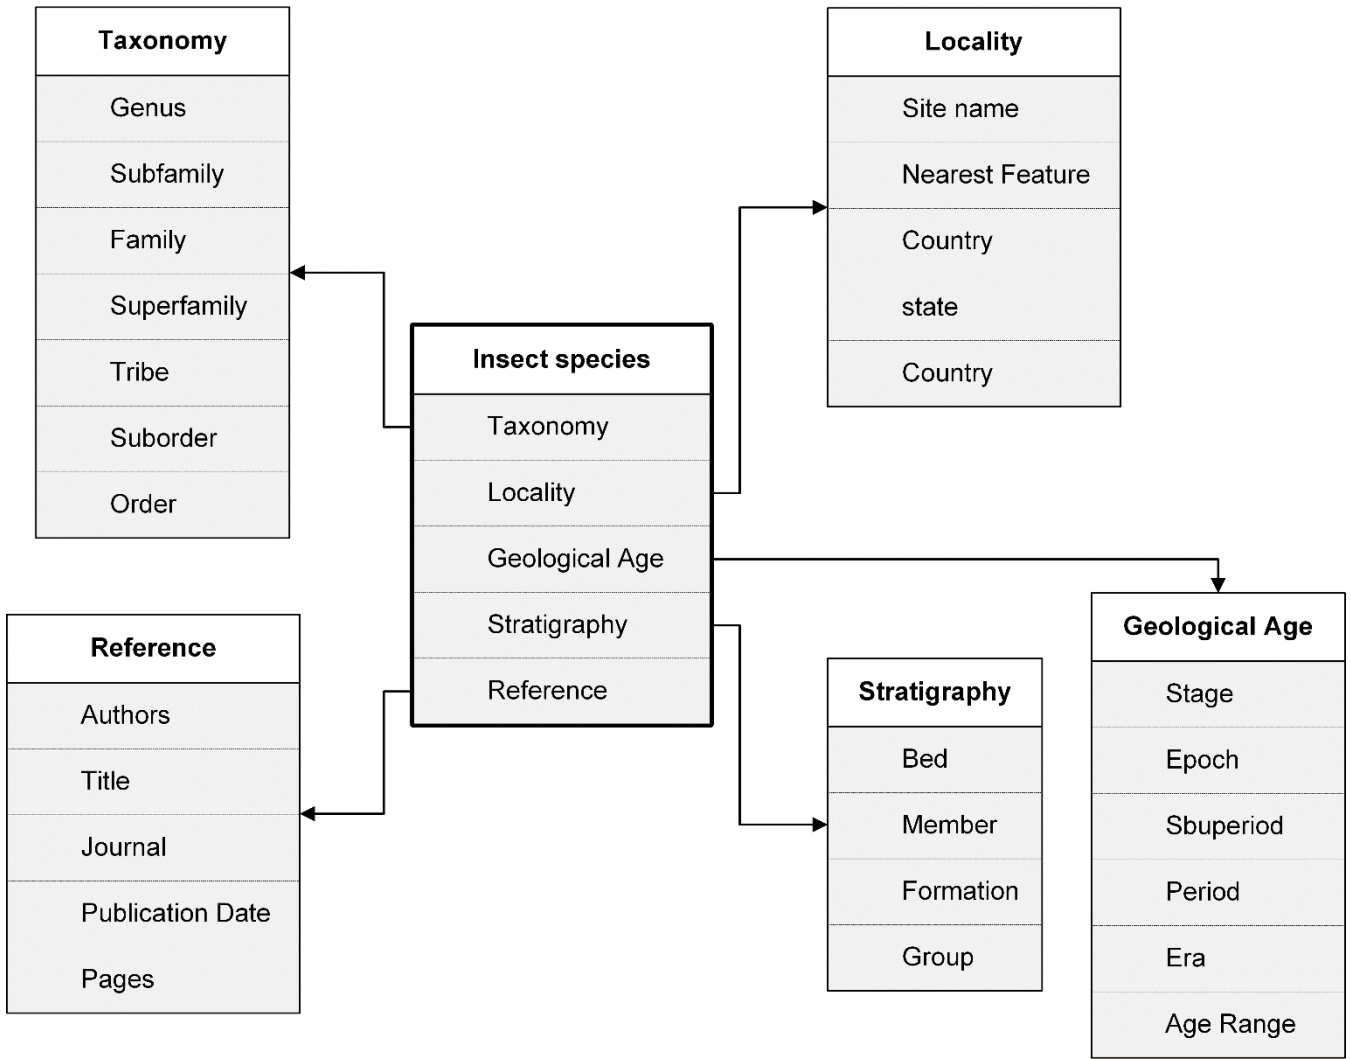 Taxonomy
Genus
Subfamily
Family
Superfamily
Tribe
Suborder
Order
Locality
Site name
Nearest Feature
Country
state
Country
Insect species
Taxonomy
Locality
Geological Age
Stratigraphy
Reference
Reference
Authors
Title
Journal
Publication Date
Pages
Stratigraphy
Bed
Member
Formation
Group
Geological Age
Stage
Epoch
Sbuperiod
Period
Era
Age Range